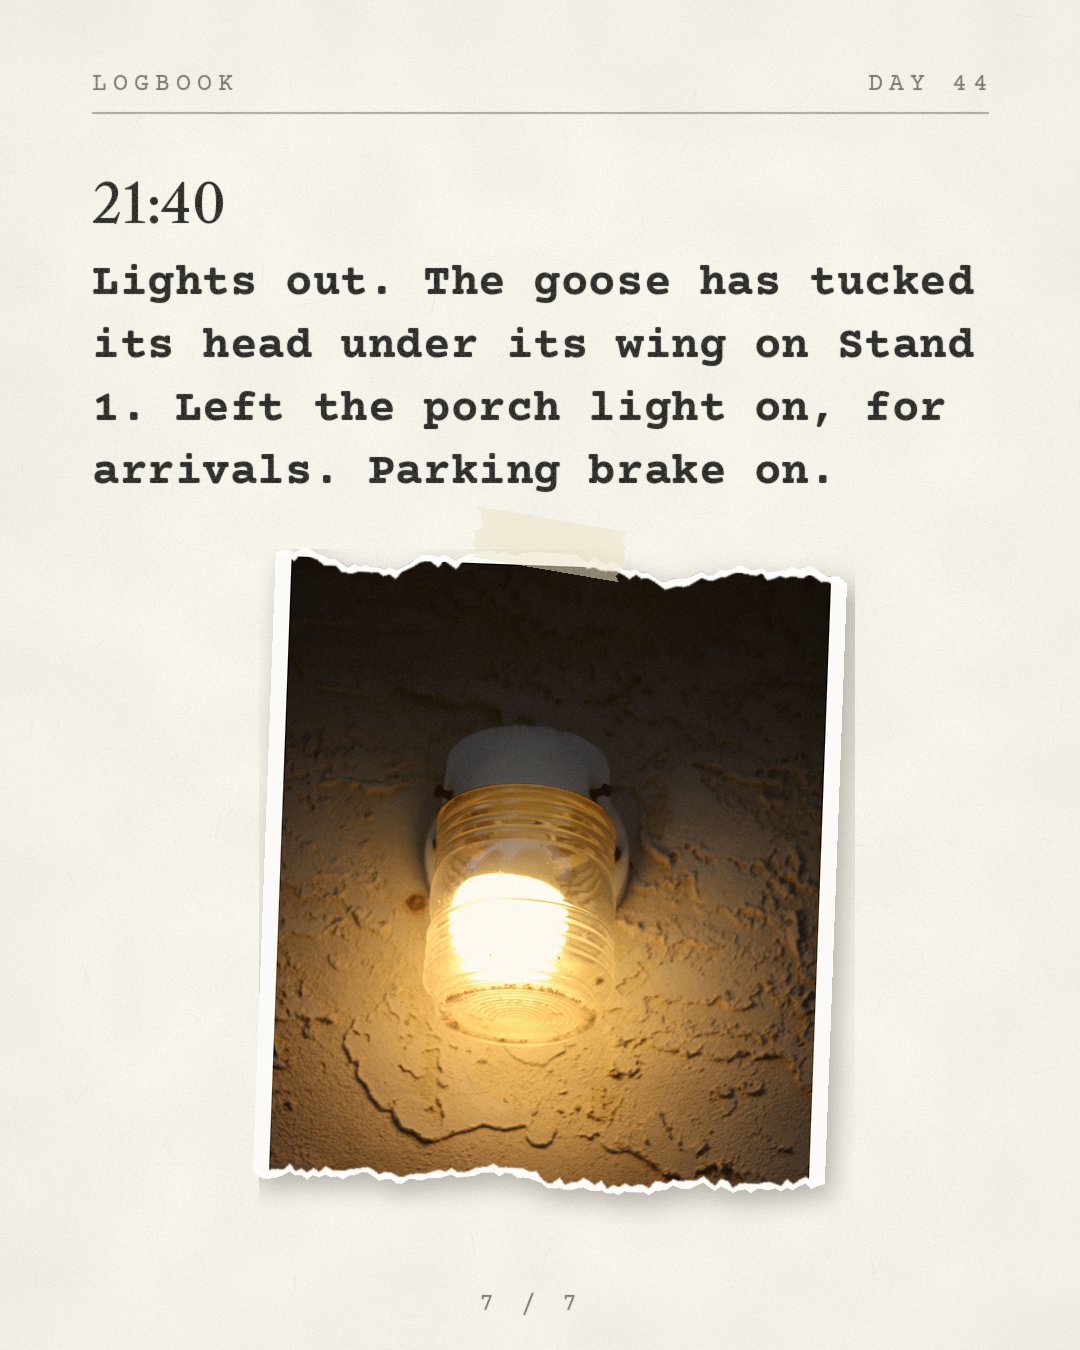 LOGBOOK DAY 44
21:40
Lights out. The goose has tucked
its head under its wing on Stand
1. Left the porch light on, for
arrivals. Parking brake on.
7 / 7